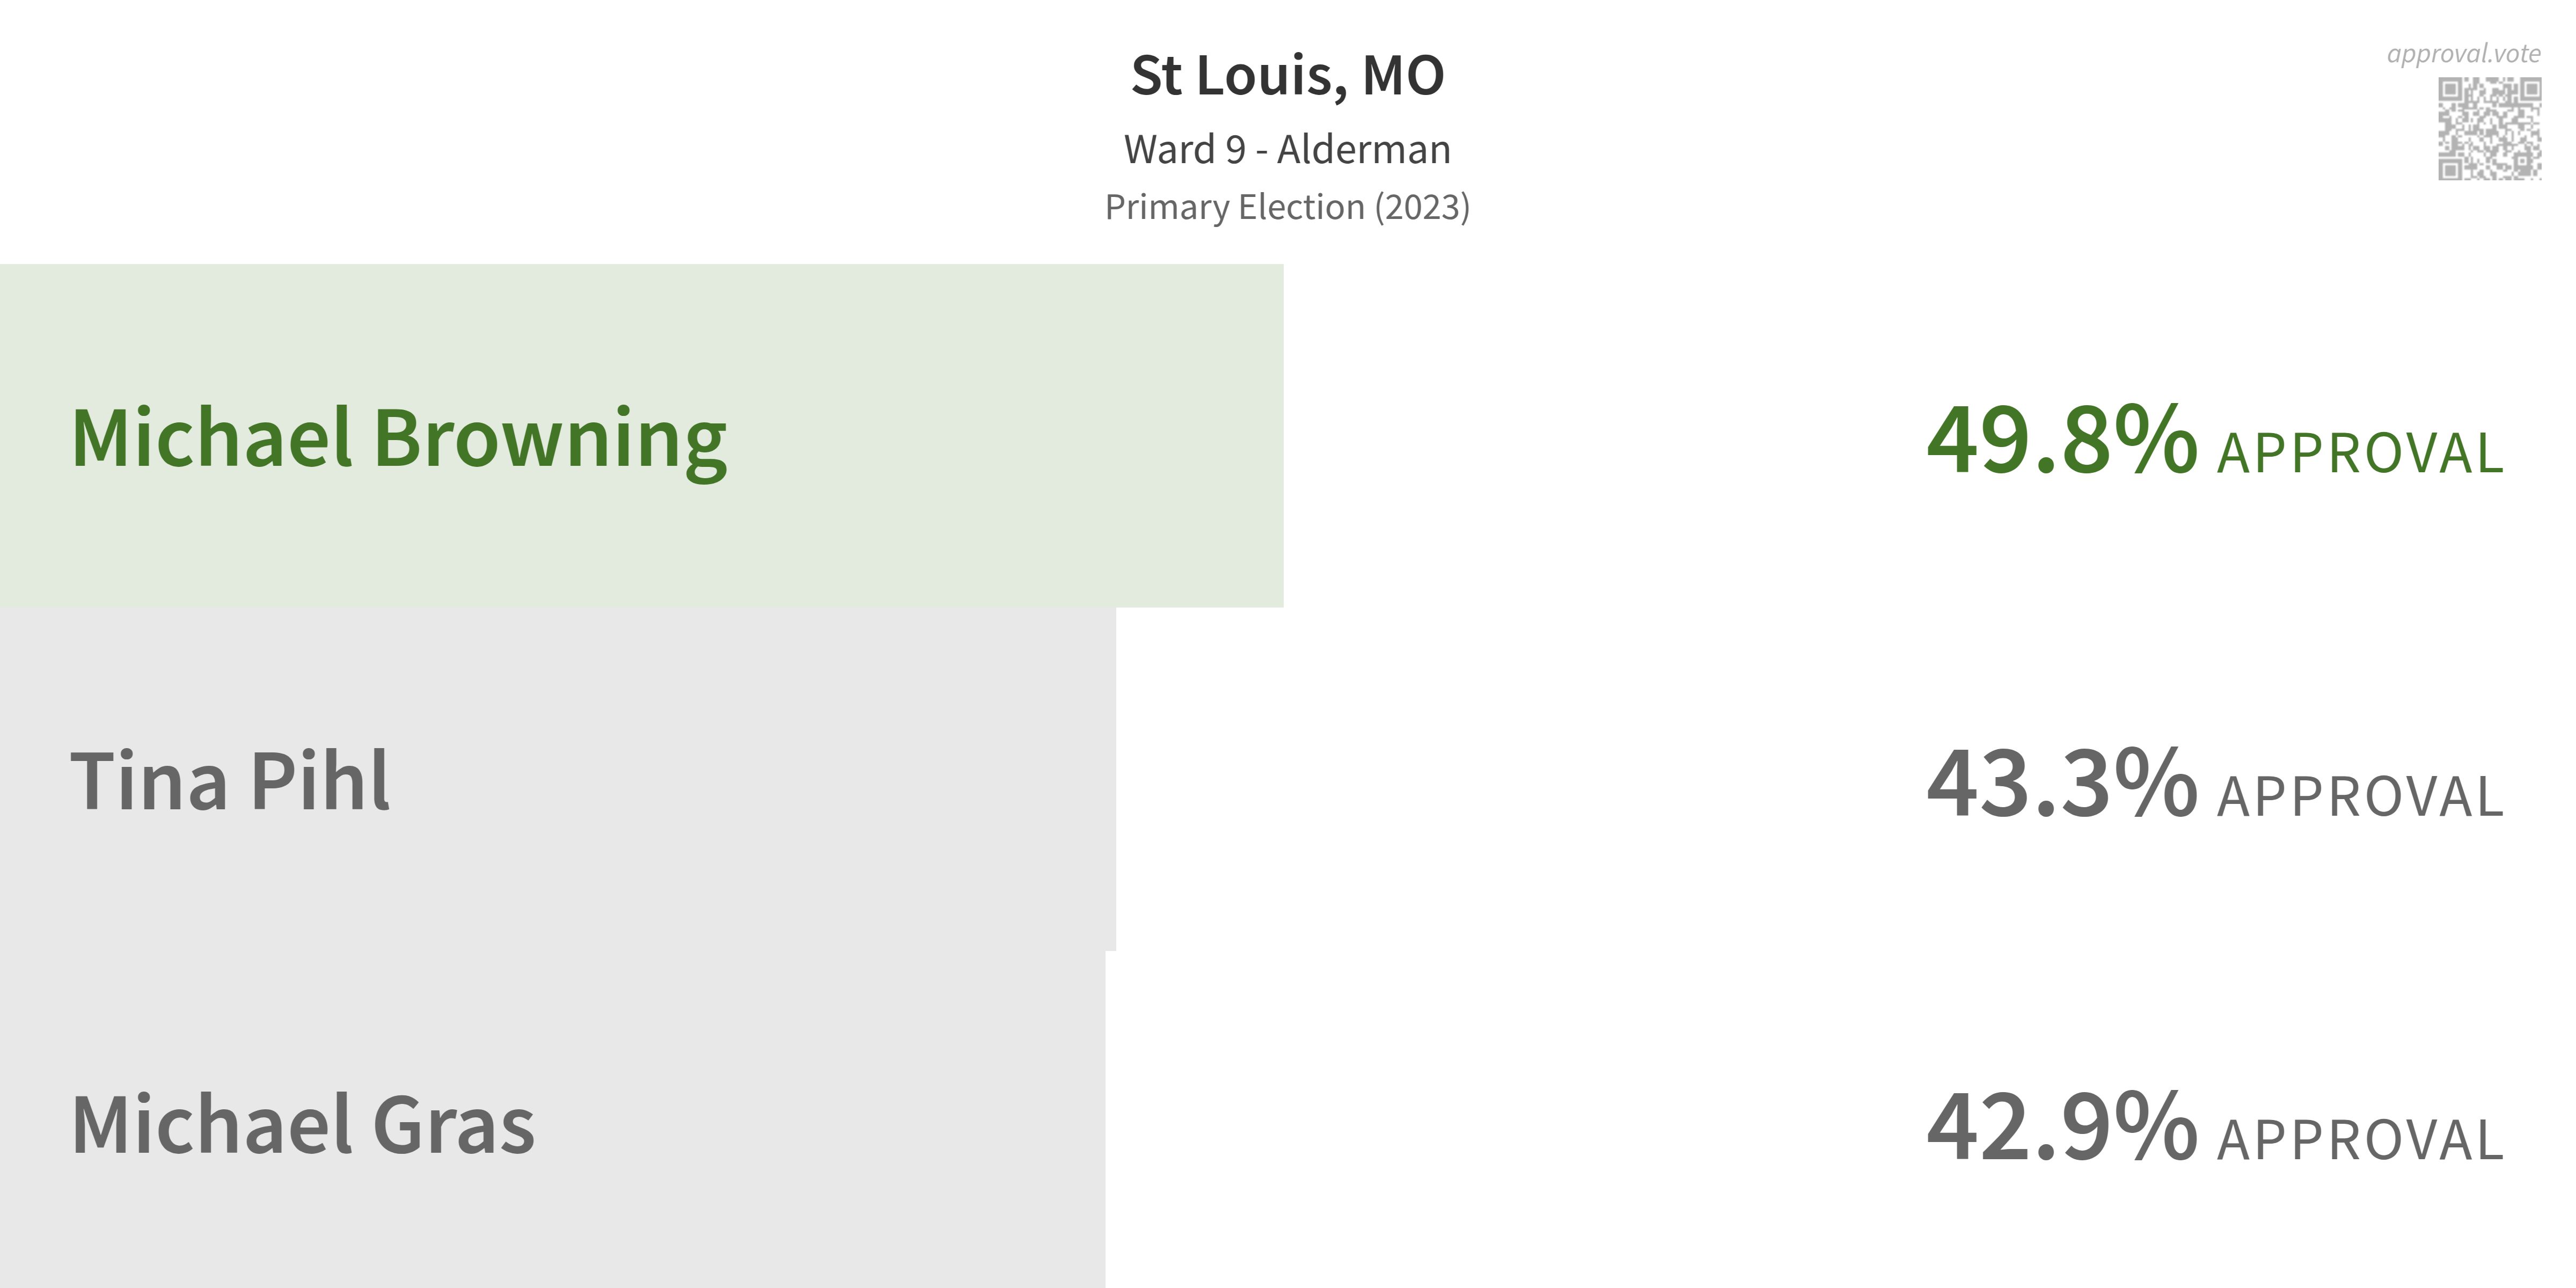 St Louis, MO
approval.vote
Ward 9 - Alderman
Primary Election (2023)
Michael Browning 49.8% APPROVAL
Tina Pihl 43.3% APPROVAL
Michael Gras 42.9% APPROVAL